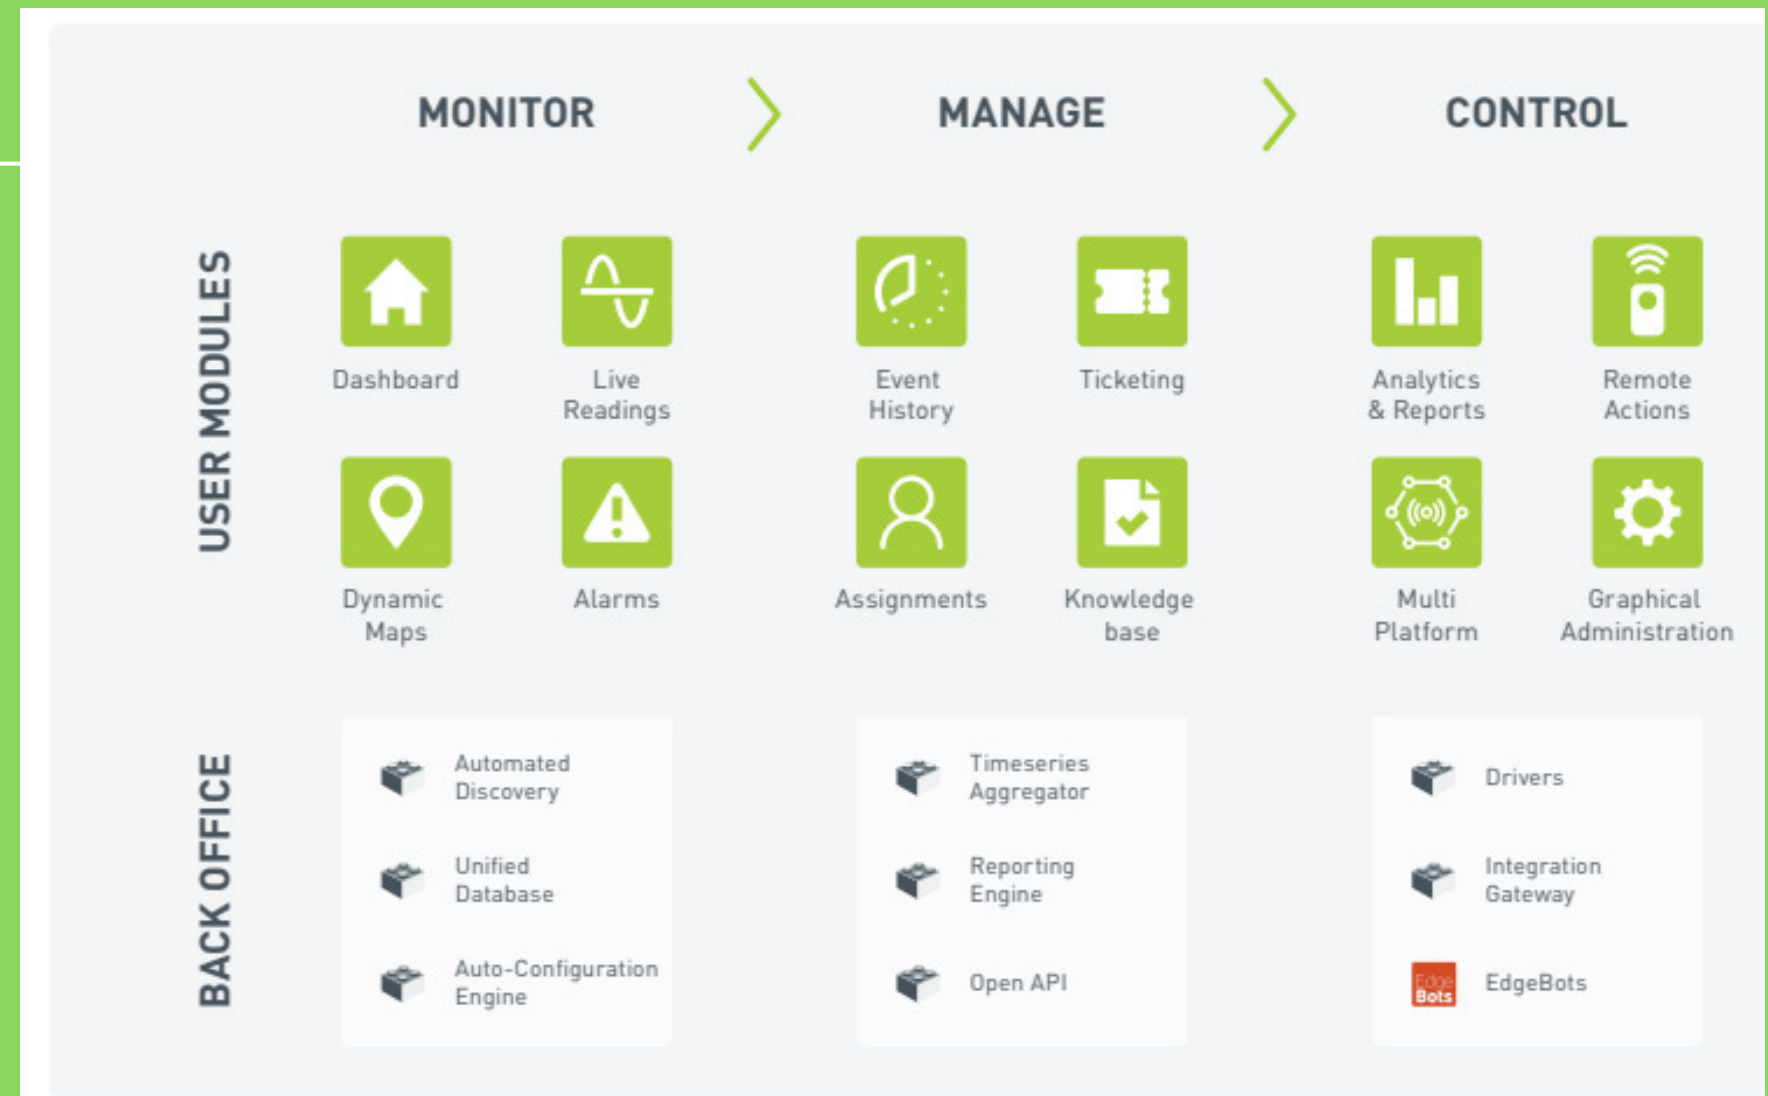 MONITOR
MANAGE
CONTROL
USER MODULES
Dashboard
Live
Readings
Event
History
Ticketing
Analytics
& Reports
Remote
Actions
Dynamic
Maps
Alarms
Assignments
Knowledge
base
Multi
Platform
Graphical
Administration
BACK OFFICE
Automated
Discovery
Unified
Database
Auto-Configuration
Engine
Timeseries
Aggregator
Reporting
Engine
Open API
Drivers
Integration
Gateway
Edge
Bots
EdgeBots